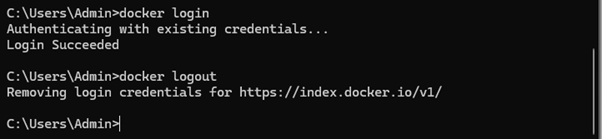 C:\Users\Admin>docker login
Authenticating with existing credentials...
Login Succeeded
C:\Users\Admin>docker logout
Removing login credentials for https://index.docker.io/v1/
C:\Users\Admin>